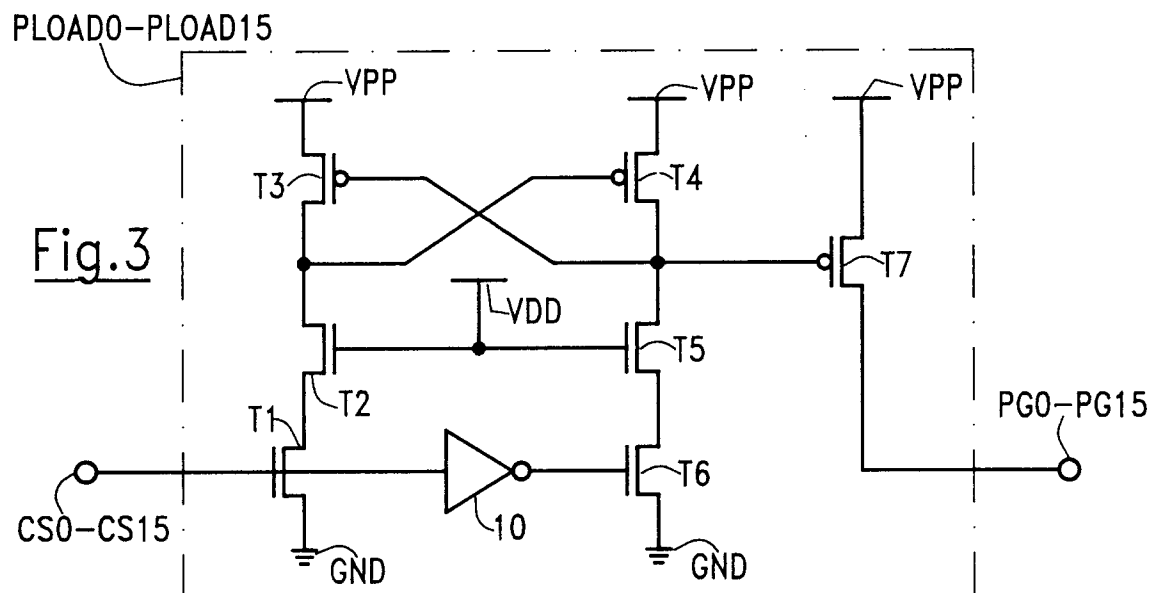 PLOAD0-PLOAD15
VPP
VPP
VPP
T3
T4
Fig.3
T7
VDD
T5
T2
T1
PG0-PG15
T6
CS0-CS15
10
GND
GND